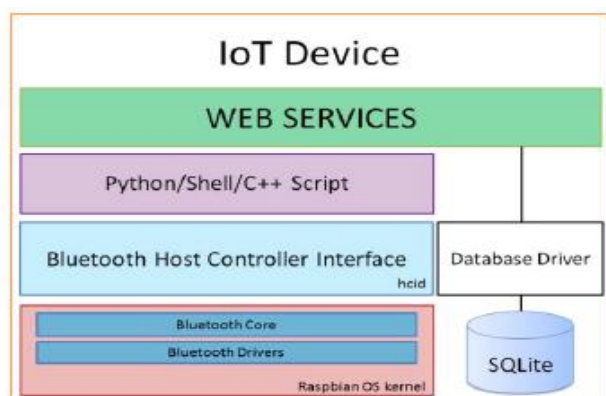 IoT Device
WEB SERVICES
Python/Shell/C++ Script
Bluetooth Host Controller Interface
hcid
Database Driver
Bluetooth Core
Bluetooth Drivers
Raspbian OS kernel
SQLite